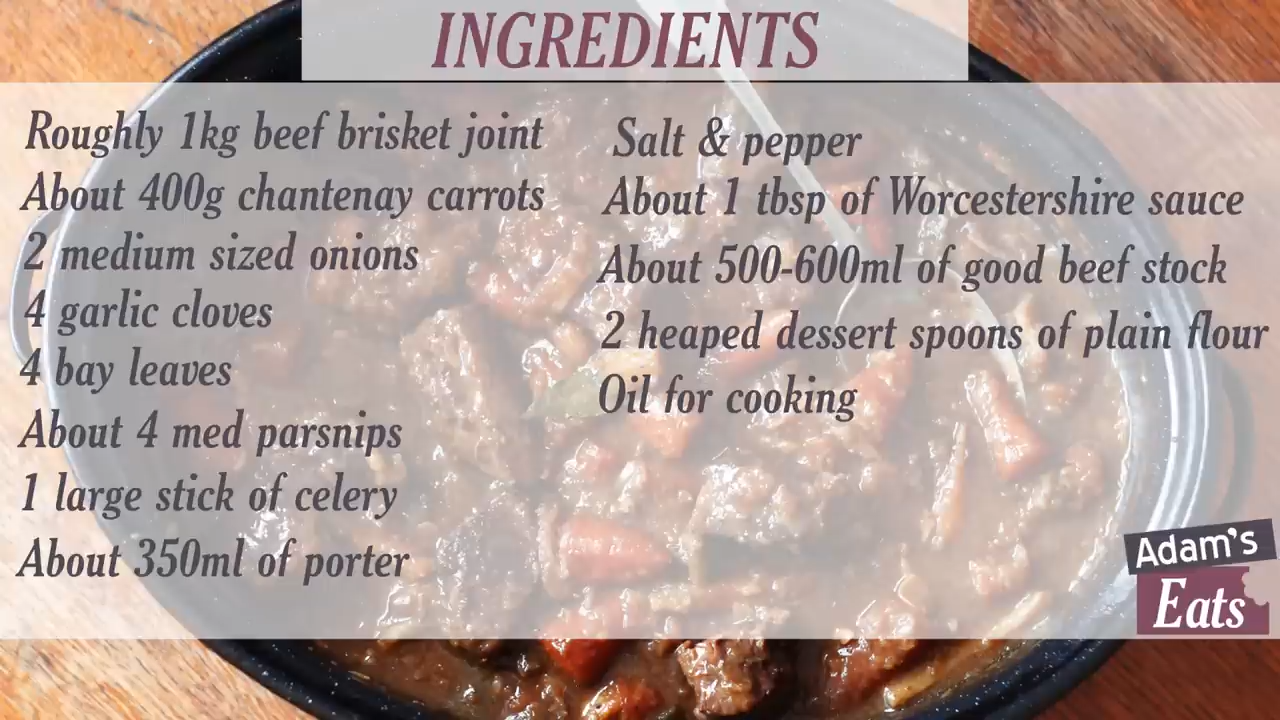 INGREDIENTS
Roughly 1kg beef brisket joint
About 400g chantenay carrots
2 medium sized onions
4 garlic cloves
4 bay leaves
About 4 med parsnips
1 large stick of celery
About 350ml of porter
Salt & pepper
About 1 tbsp of Worcestershire sauce
About 500-600ml of good beef stock
2 heaped dessert spoons of plain flour
Oil for cooking
Adam's
Eats